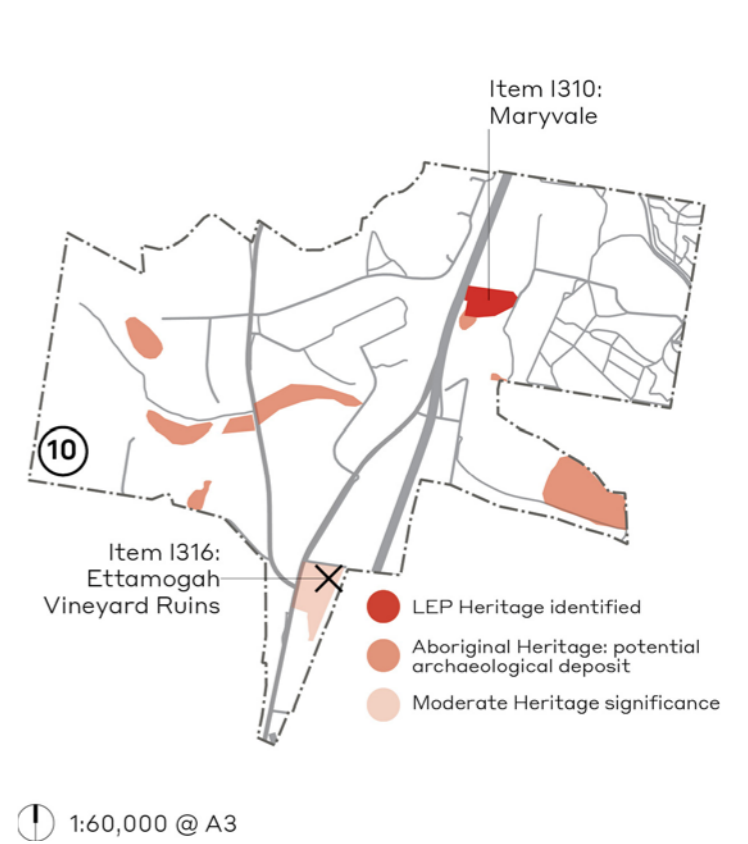 Item I310:
Maryvale
10
Item I316:
Ettamogah
Vineyard Ruins
LEP Heritage identified
Aboriginal Heritage: potential
archaeological deposit
Moderate Heritage significance
1:60,000 @ A3